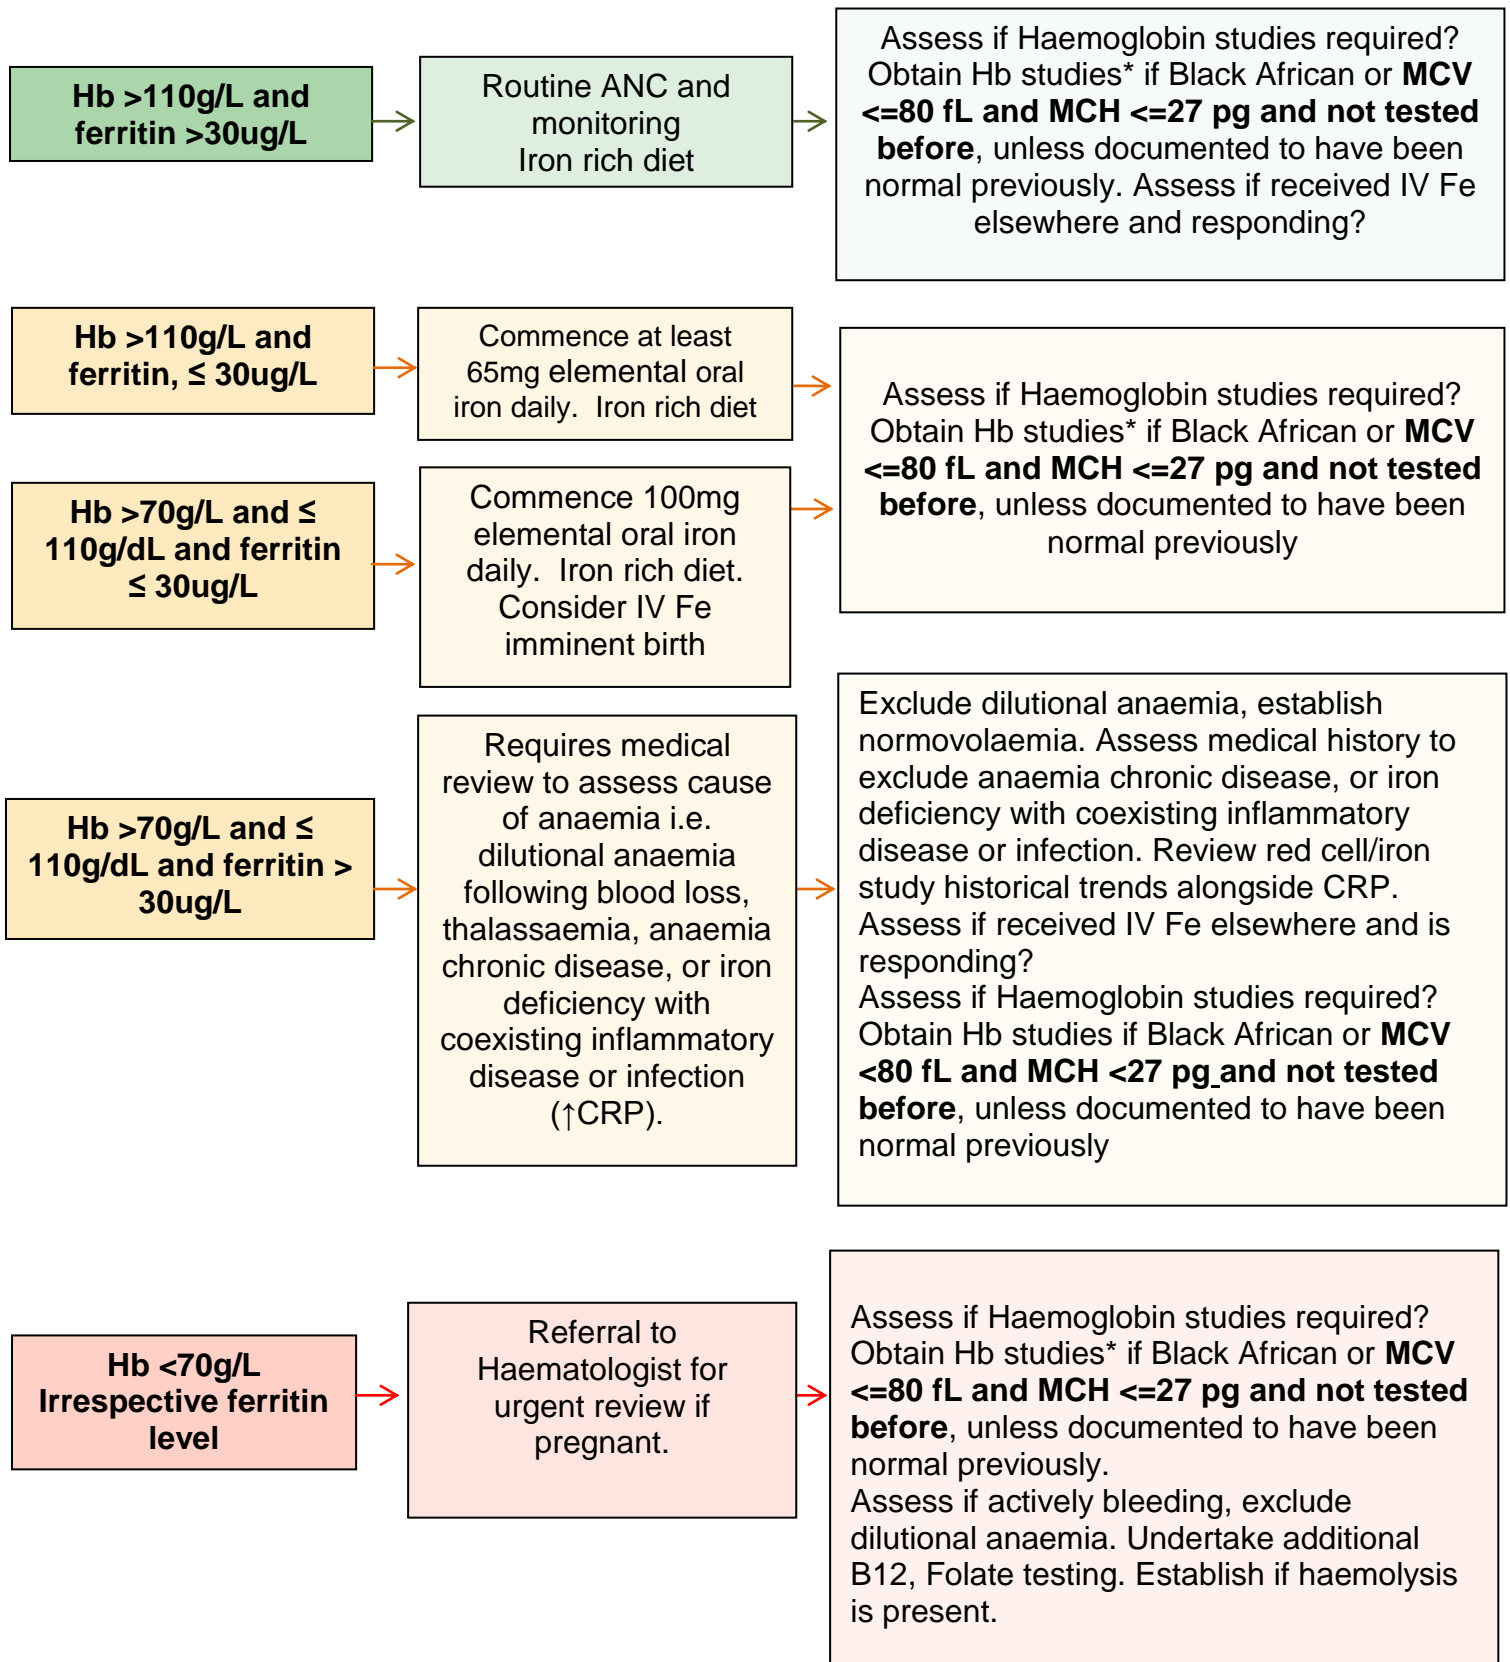 Hb >110g/L and
ferritin >30ug/L
Routine ANC and
monitoring
Iron rich diet
Assess if Haemoglobin studies required?
Obtain Hb studies* if Black African or MCV
<=80 fL and MCH <=27 pg and not tested
before, unless documented to have been
normal previously. Assess if received IV Fe
elsewhere and responding?
Hb >110g/L and
ferritin, ≤ 30ug/L
Commence at least
65mg elemental oral
iron daily. Iron rich diet
Hb >70g/L and ≤
110g/dL and ferritin
≤ 30ug/L
Commence 100mg
elemental oral iron
daily. Iron rich diet.
Consider IV Fe
imminent birth
Assess if Haemoglobin studies required?
Obtain Hb studies* if Black African or MCV
<=80 fL and MCH <=27 pg and not tested
before, unless documented to have been
normal previously
Hb >70g/L and ≤
110g/dL and ferritin >
30ug/L
Requires medical
review to assess cause
of anaemia i.e.
dilutional anaemia
following blood loss,
thalassaemia, anaemia
chronic disease, or iron
deficiency with
coexisting inflammatory
disease or infection
(↑CRP).
Exclude dilutional anaemia, establish
normovolaemia. Assess medical history to
exclude anaemia chronic disease, or iron
deficiency with coexisting inflammatory
disease or infection. Review red cell/iron
study historical trends alongside CRP.
Assess if received IV Fe elsewhere and is
responding?
Assess if Haemoglobin studies required?
Obtain Hb studies if Black African or MCV
<80 fL and MCH <27 pg and not tested
before, unless documented to have been
normal previously
Hb <70g/L
Irrespective ferritin
level
Referral to
Haematologist for
urgent review if
pregnant.
Assess if Haemoglobin studies required?
Obtain Hb studies* if Black African or MCV
<=80 fL and MCH <=27 pg and not tested
before, unless documented to have been
normal previously.
Assess if actively bleeding, exclude
dilutional anaemia. Undertake additional
B12, Folate testing. Establish if haemolysis
is present.